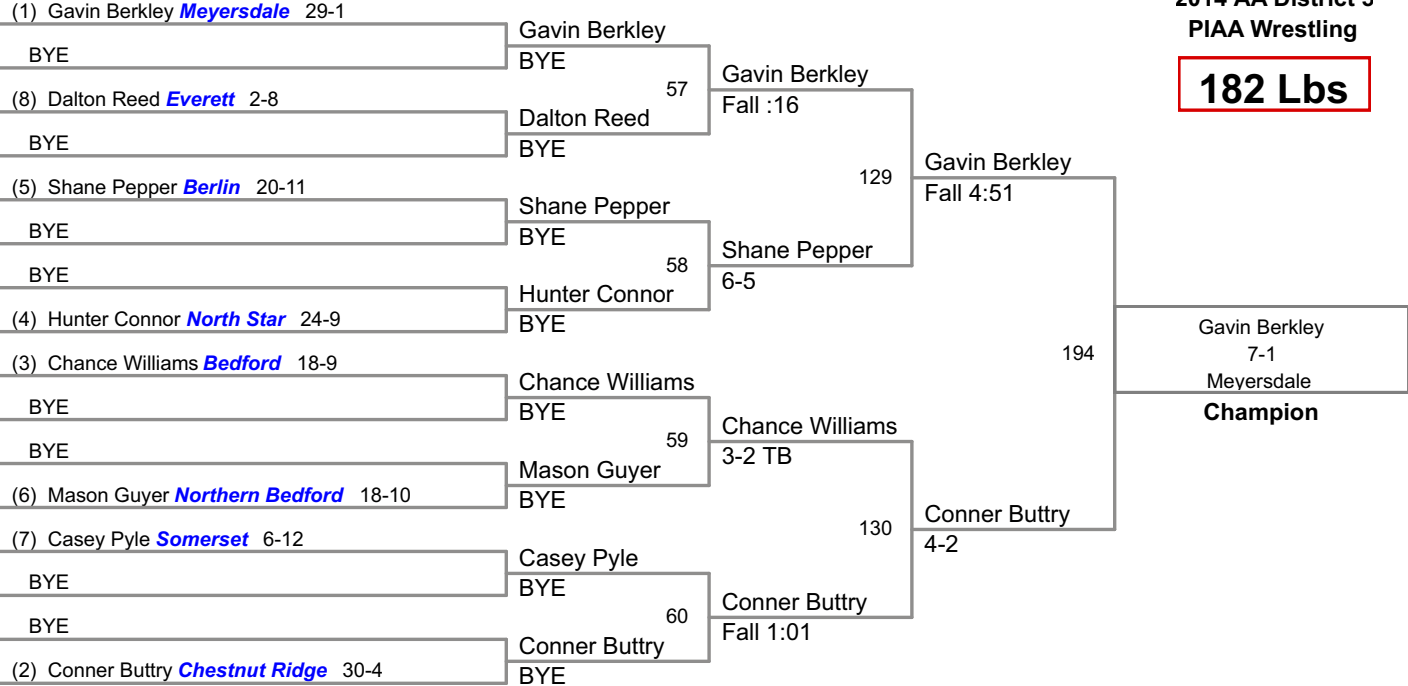 (1) Gavin Berkley Meyersdale 29-1
BYE
(8) Dalton Reed Everett 2-8
BYE
(5) Shane Pepper Berlin 20-11
BYE
BYE
(4) Hunter Connor North Star 24-9
(3) Chance Williams Bedford 18-9
BYE
BYE
(6) Mason Guyer Northern Bedford 18-10
(7) Casey Pyle Somerset 6-12
BYE
BYE
(2) Conner Buttry Chestnut Ridge 30-4
Gavin Berkley
BYE
57
Dalton Reed
BYE
Shane Pepper
BYE
58
Hunter Connor
BYE
Chance Williams
BYE
59
Mason Guyer
BYE
Casey Pyle
BYE
60
Conner Buttry
BYE
Gavin Berkley
Fall :16
129
Shane Pepper
6-5
Chance Williams
3-2 TB
130
Conner Buttry
Fall 1:01
Gavin Berkley
Fall 4:51
194
Conner Buttry
4-2
2014 AA District 5
PIAA Wrestling
182 Lbs
Gavin Berkley
7-1
Meyersdale
Champion